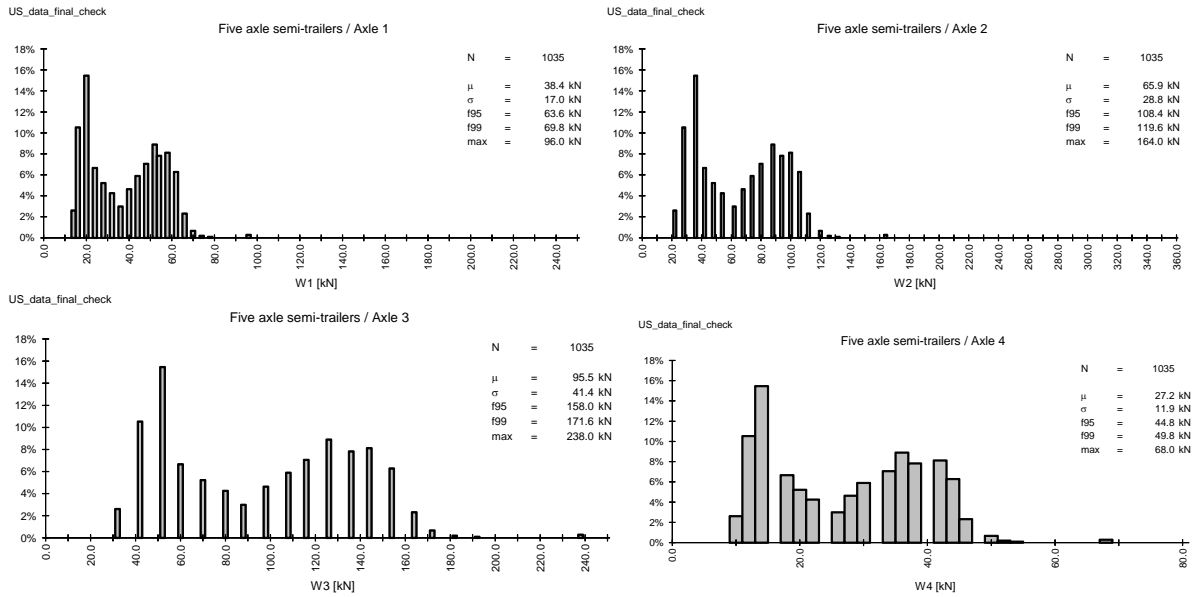 US_data_final_check
Five axle semi-trailers / Axle 1
18%
16%
14%
12%
10%
8%
6%
4%
2%
0%
N = 1035
μ = 38.4 kN
σ = 17.0 kN
f95 = 63.6 kN
f99 = 69.8 kN
max = 96.0 kN
0.0 20.0 40.0 60.0 80.0 100.0 120.0 140.0 160.0 180.0 200.0 220.0 240.0
W1 [kN]
US_data_final_check
Five axle semi-trailers / Axle 2
18%
16%
14%
12%
10%
8%
6%
4%
2%
0%
N = 1035
μ = 65.9 kN
σ = 28.8 kN
f95 = 108.4 kN
f99 = 119.6 kN
max = 164.0 kN
0.0 20.0 40.0 60.0 80.0 100.0 120.0 140.0 160.0 180.0 200.0 220.0 240.0 260.0 280.0 300.0 320.0 340.0 360.0
W2 [kN]
US_data_final_check
Five axle semi-trailers / Axle 3
18%
16%
14%
12%
10%
8%
6%
4%
2%
0%
N = 1035
μ = 95.5 kN
σ = 41.4 kN
f95 = 158.0 kN
f99 = 171.6 kN
max = 238.0 kN
0.0 20.0 40.0 60.0 80.0 100.0 120.0 140.0 160.0 180.0 200.0 220.0 240.0
W3 [kN]
US_data_final_check
Five axle semi-trailers / Axle 4
18%
16%
14%
12%
10%
8%
6%
4%
2%
0%
N = 1035
μ = 27.2 kN
σ = 11.9 kN
f95 = 44.8 kN
f99 = 49.8 kN
max = 68.0 kN
0.0 20.0 40.0 60.0 80.0
W4 [kN]